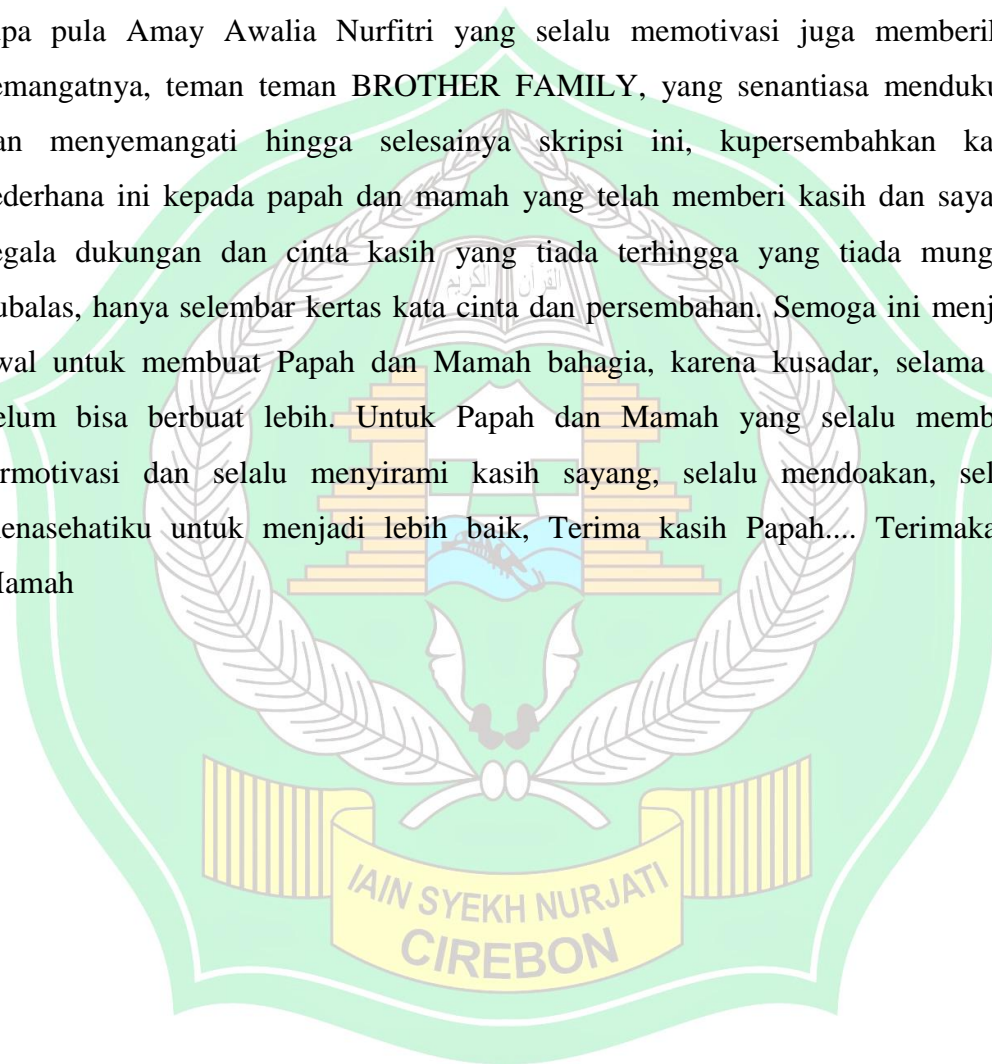 pa pula Amay Awalia Nurfitri yang selalu memotivasi juga memberi
emangatnya, teman teman BROTHER FAMILY, yang senantiasa menduku
an menyemangati hingga selesainya skripsi ini, kupersembahkan ka
ederhana ini kepada papah dan mamah yang telah memberi kasih dan saya
egala dukungan dan cinta kasih yang tiada terhingga yang tiada mung
ubalas, hanya selembar kertas kata cinta dan persembahan. Semoga ini menj
wal untuk membuat Papah dan Mamah bahagia, karena kusadar, selama
elum bisa berbuat lebih. Untuk Papah dan Mamah yang selalu memb
ermotivasi dan selalu menyirami kasih sayang, selalu mendoakan, sel
enasehatiku untuk menjadi lebih baik, Terima kasih Papah.... Terimaka
amah
القرآن الكريم
IAIN SYEKH NURJATI
CIREBON